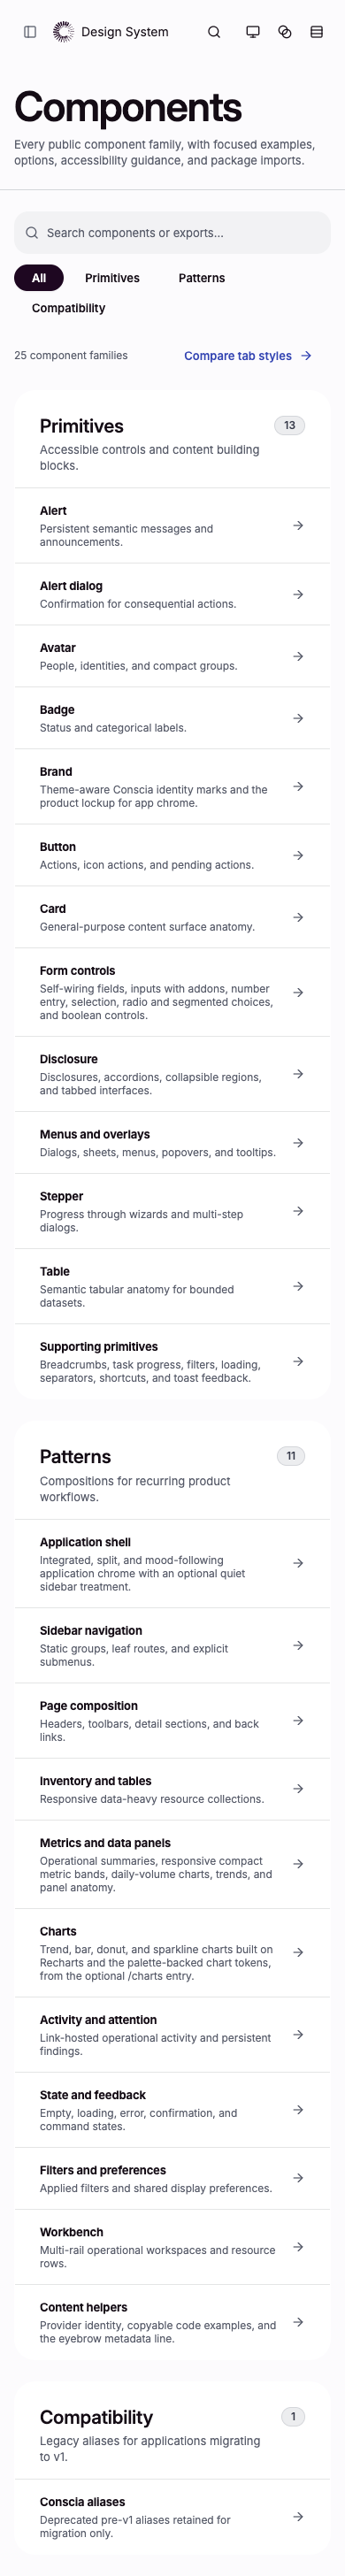 Design System
Components
Every public component family, with focused examples,
options, accessibility guidance, and package imports.
Search components or exports...
All
Primitives
Patterns
Compatibility
25 component families
Compare tab styles
Primitives
13
Accessible controls and content building
blocks.
Alert
Persistent semantic messages and
announcements.
Alert dialog
Confirmation for consequential actions.
Avatar
People, identities, and compact groups.
Badge
Status and categorical labels.
Brand
Theme-aware Conscia identity marks and the
product lockup for app chrome.
Button
Actions, icon actions, and pending actions.
Card
General-purpose content surface anatomy.
Form controls
Self-wiring fields, inputs with addons, number
entry, selection, radio and segmented choices,
and boolean controls.
Disclosure
Disclosures, accordions, collapsible regions,
and tabbed interfaces.
Menus and overlays
Dialogs, sheets, menus, popovers, and tooltips.
Stepper
Progress through wizards and multi-step
dialogs.
Table
Semantic tabular anatomy for bounded
datasets.
Supporting primitives
Breadcrumbs, task progress, filters, loading,
separators, shortcuts, and toast feedback.
Patterns
11
Compositions for recurring product
workflows.
Application shell
Integrated, split, and mood-following
application chrome with an optional quiet
sidebar treatment.
Sidebar navigation
Static groups, leaf routes, and explicit
submenus.
Page composition
Headers, toolbars, detail sections, and back
links.
Inventory and tables
Responsive data-heavy resource collections.
Metrics and data panels
Operational summaries, responsive compact
metric bands, daily-volume charts, trends, and
panel anatomy.
Charts
Trend, bar, donut, and sparkline charts built on
Recharts and the palette-backed chart tokens,
from the optional /charts entry.
Activity and attention
Link-hosted operational activity and persistent
findings.
State and feedback
Empty, loading, error, confirmation, and
command states.
Filters and preferences
Applied filters and shared display preferences.
Workbench
Multi-rail operational workspaces and resource
rows.
Content helpers
Provider identity, copyable code examples, and
the eyebrow metadata line.
Compatibility
1
Legacy aliases for applications migrating
to v1.
Conscia aliases
Deprecated pre-v1 aliases retained for
migration only.